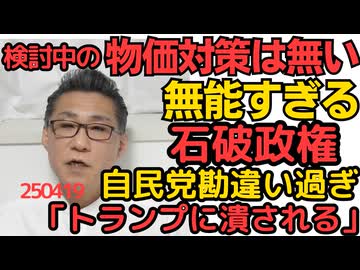 検討中の物価対策は無い
無能すぎる
石破政権
250419
自民党勘違い過ぎ
「トランプに潰される」